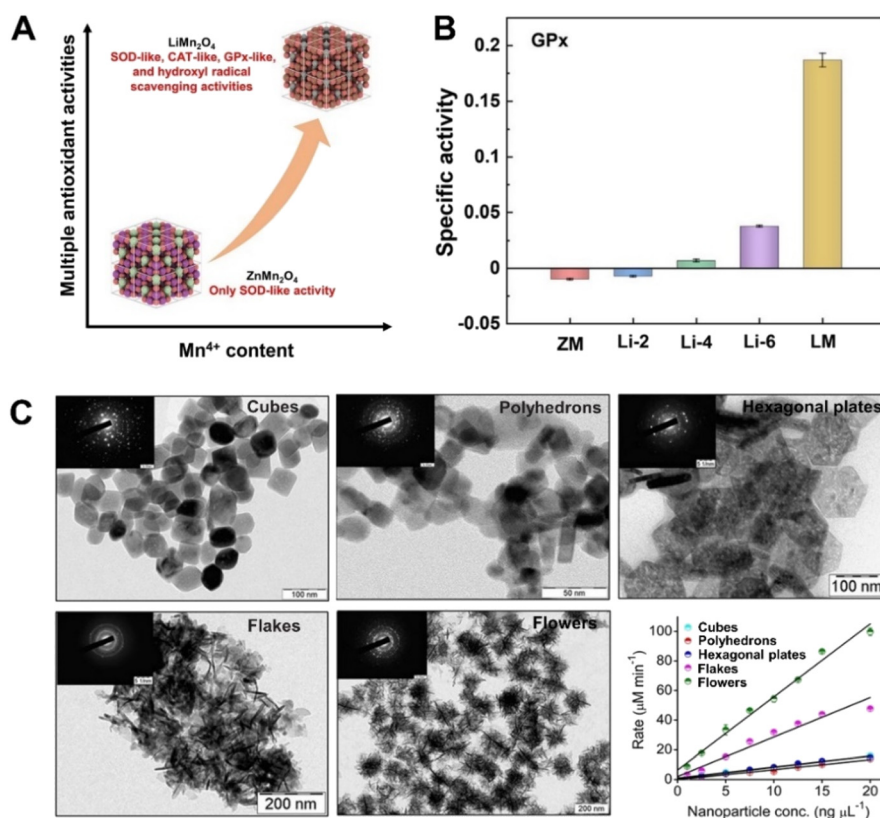 A
Multiple antioxidant activities
LiMn₂O₄
SOD-like, CAT-like, GPx-like,
and hydroxyl radical
scavenging activities
ZnMn₂O₄
Only SOD-like activity
Mn⁴⁺ content
B
GPx
Specific activity
0.2
0.15
0.1
0.05
0
-0.05
ZM Li-2 Li-4 Li-6 LM
C
Cubes
100 nm
Polyhedrons
50 nm
Hexagonal plates
100 nm
Flakes
200 nm
Flowers
200 nm
Rate (μM min⁻¹)
100
80
60
40
20
0
Cubes
Polyhedrons
Hexagonal plates
Flakes
Flowers
0 5 10 15 20
Nanoparticle conc. (ng μL⁻¹)